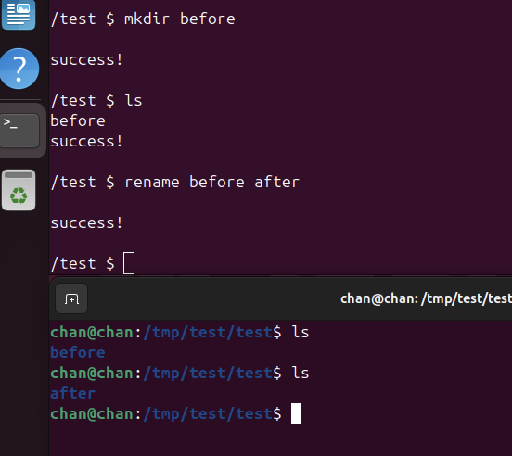 /test $ mkdir before
success!
/test $ ls
before
success!
/test $ rename before after
success!
/test $
chan@chan: /tmp/test/test
chan@chan:/tmp/test/test$ ls
before
chan@chan:/tmp/test/test$ ls
after
chan@chan:/tmp/test/test$